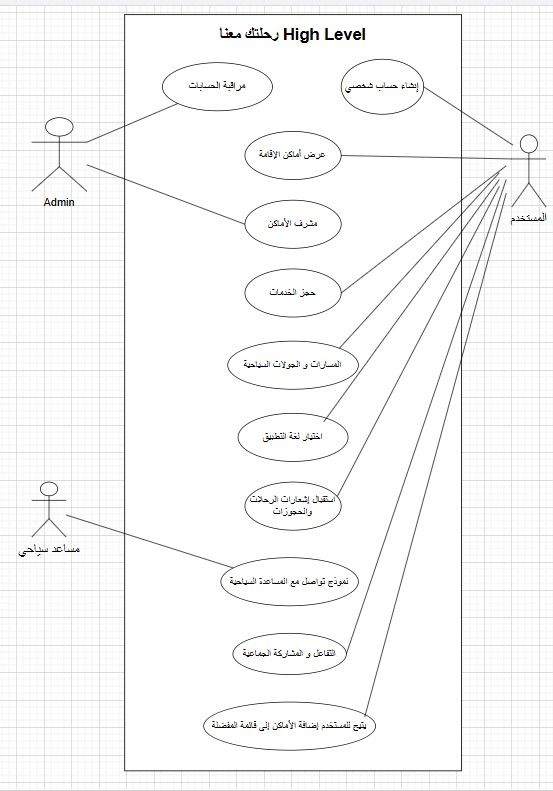 رحلتك معنا High Level
مراقبة الحسابات
إنشاء حساب شخصي
عرض أماكن الإقامة
Admin
المستخدم
مشرف الأماكن
حجز الخدمات
المسارات و الجولات السياحية
اختيار لغة التطبيق
استقبال إشعارات الرحلات
والحجوزات
مساعد سياحي
نموذج تواصل مع المساعدة السياحية
التفاعل و المشاركة الجماعية
يتيح للمستخدم إضافة الأماكن إلى قائمة المفضلة